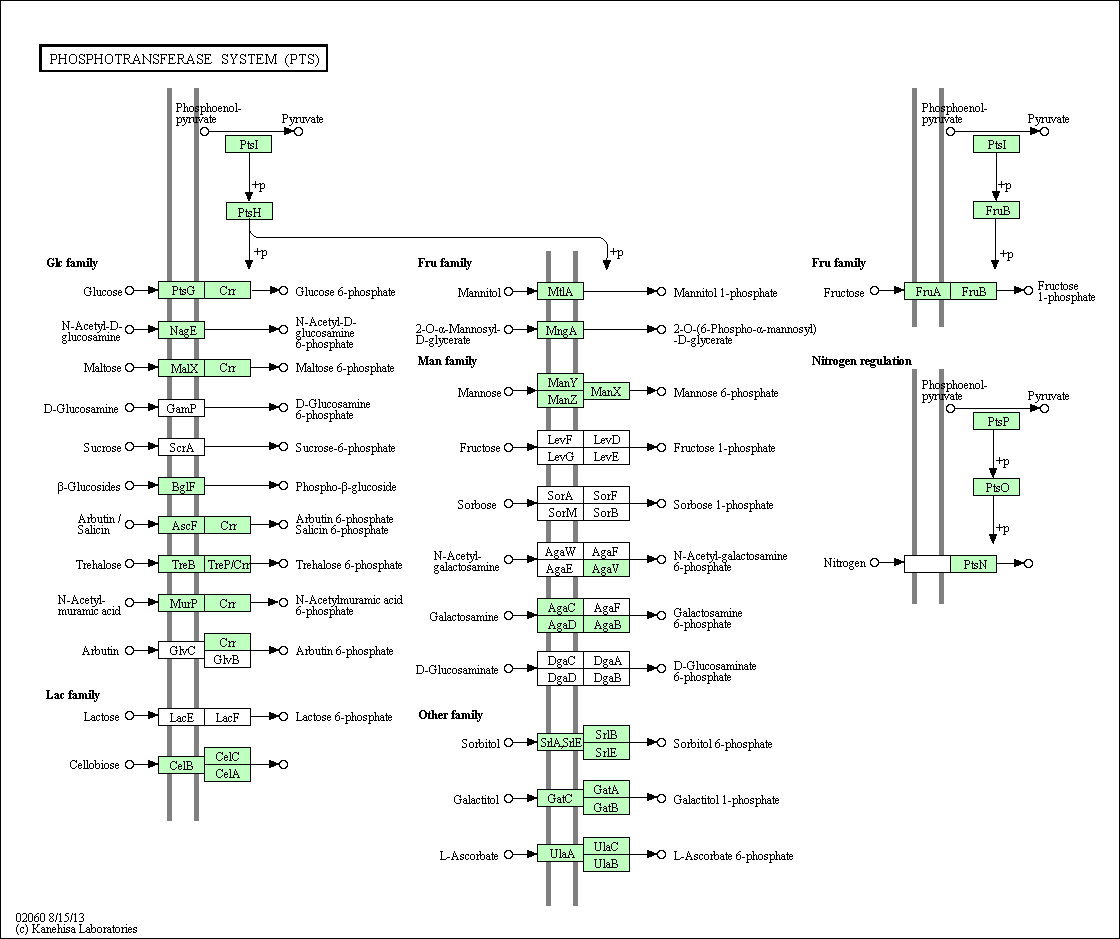 PHOSPHOTRANSFERASE SYSTEM (PTS)
Phosphoenol-
pyruvate
Pyruvate
PtsI
+p
PtsH
+p
+p
Glc family
Glucose
PtsG
Crr
Glucose 6-phosphate
N-Acetyl-D-
glucosamine
NagE
N-Acetyl-D-
glucosamine
6-phosphate
Maltose
MalX
Crr
Maltose 6-phosphate
D-Glucosamine
GamP
D-Glucosamine
6-phosphate
Sucrose
ScrA
Sucrose-6-phosphate
β-Glucosides
BglF
Phospho-β-glucoside
Arbutin /
Salicin
AscF
Crr
Arbutin 6-phosphate
Salicin 6-phosphate
Trehalose
TreB
TreP/Crr
Trehalose 6-phosphate
N-Acetyl-
muramic acid
MurP
Crr
N-Acetylmuramic acid
6-phosphate
Arbutin
GlvC
Crr
GlvB
Arbutin 6-phosphate
Lac family
Lactose
LacE
LacF
Lactose 6-phosphate
Cellobiose
CelB
CelC
CelA
Fru family
Mannitol
MtlA
Mannitol 1-phosphate
2-O-α-Mannosyl-
D-glycerate
MngA
2-O-(6-Phospho-α-mannosyl)
-D-glycerate
Man family
Mannose
ManY
ManZ
ManX
Mannose 6-phosphate
Fructose
LevF
LevD
LevG
LevE
Fructose 1-phosphate
Sorbose
SorA
SorF
SorM
SorB
Sorbose 1-phosphate
N-Acetyl-
galactosamine
AgaW
AgaF
AgaE
AgaV
N-Acetyl-galactosamine
6-phosphate
Galactosamine
AgaC
AgaF
AgaD
AgaB
Galactosamine
6-phosphate
D-Glucosaminate
DgaC
DgaA
DgaD
DgaB
D-Glucosaminate
6-phosphate
Other family
Sorbitol
SrlA,SrlE
SrlB
SrlE
Sorbitol 6-phosphate
Galactitol
GatC
GatA
GatB
Galactitol 1-phosphate
L-Ascorbate
UlaA
UlaC
UlaB
L-Ascorbate 6-phosphate
Phosphoenol-
pyruvate
Pyruvate
PtsI
+p
FruB
+p
Fru family
Fructose
FruA
FruB
Fructose
1-phosphate
Nitrogen regulation
Phosphoenol-
pyruvate
Pyruvate
PtsP
+p
PtsO
+p
Nitrogen
PtsN
02060 8/15/13
(c) Kanehisa Laboratories